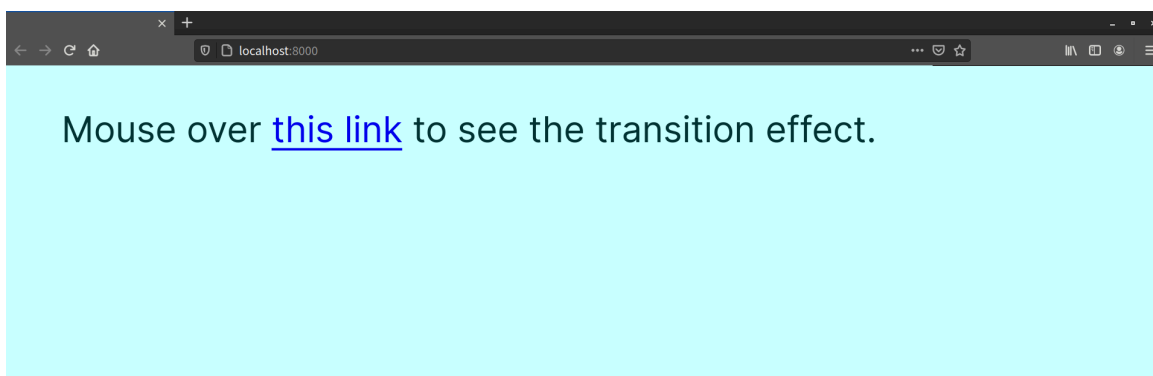 localhost:8000
Mouse over this link to see the transition effect.